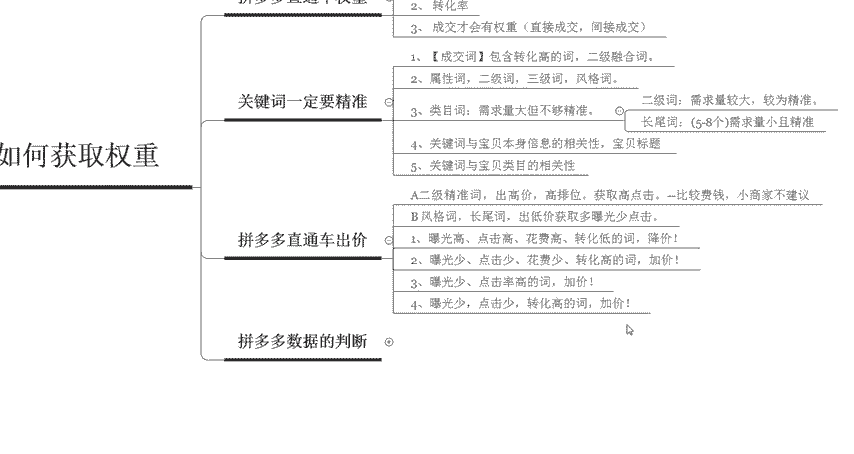 拼多多直通车权重
2、 转化率
3、 成交才会有权重（直接成交，间接成交）
如何获取权重
关键词一定要精准
1、【成交词】包含转化高的词，二级融合词。
2、属性词，二级词，三级词，风格词。
3、类目词：需求量大但不够精准。
二级词：需求量较大，较为精准。
长尾词：(5-8个)需求量小且精准
4、关键词与宝贝本身信息的相关性，宝贝标题
5、关键词与宝贝类目的相关性
拼多多直通车出价
A二级精准词，出高价，高排位。获取高点击。--比较费钱，小商家不建议
B 风格词，长尾词，出低价获取多曝光少点击。
1、曝光高、点击高、花费高、转化低的词，降价！
2、曝光少、点击少、花费少、转化高的词，加价！
3、曝光少、点击率高的词，加价！
4、曝光少，点击少，转化高的词，加价！
拼多多数据的判断